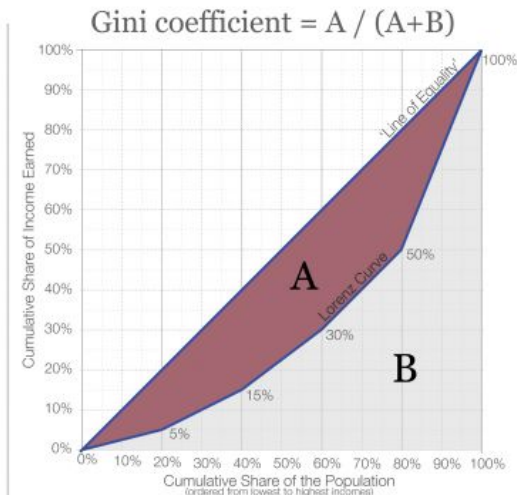 Gini coefficient = A / (A+B)
100%
90%
80%
70%
60%
50%
40%
30%
20%
10%
0%
Cumulative Share of Income Earned
'Line of Equality'
100%
A
Lorenz Curve
50%
30%
B
15%
5%
0% 10% 20% 30% 40% 50% 60% 70% 80% 90% 100%
Cumulative Share of the Population
(ordered from lowest to highest incomes)